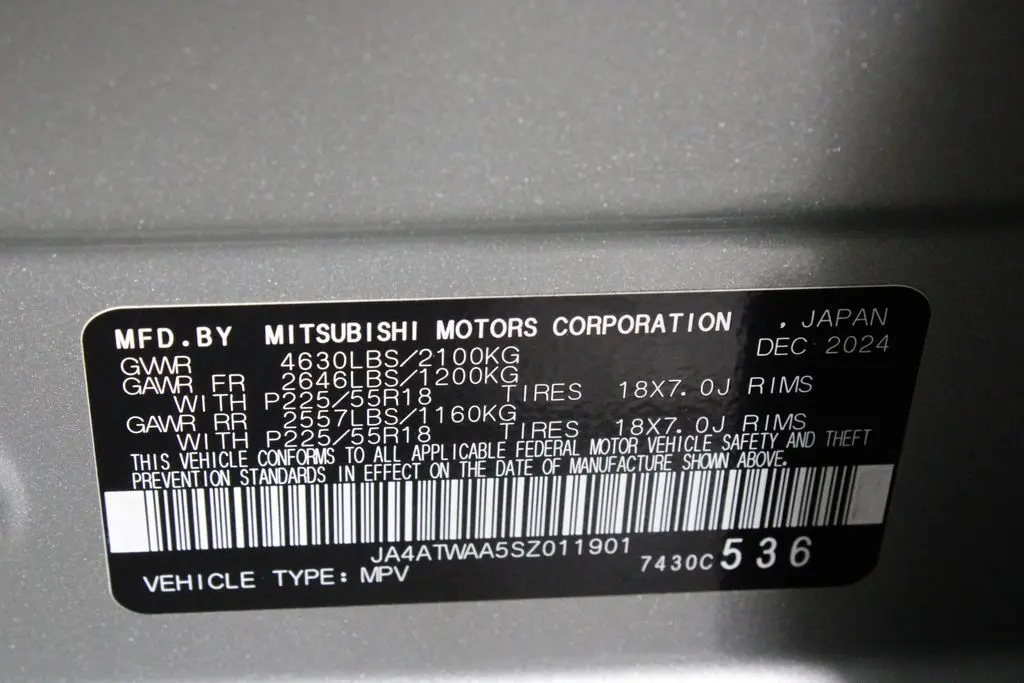 MFD.BY MITSUBISHI MOTORS CORPORATION , JAPAN
DEC 2024
GVWR 4630LBS/2100KG
GAWR FR 2646LBS/1200KG
WITH P225/55R18 TIRES 18X7.0J RIMS
GAWR RR 2557LBS/1160KG
WITH P225/55R18 TIRES 18X7.0J RIMS
THIS VEHICLE CONFORMS TO ALL APPLICABLE FEDERAL MOTOR VEHICLE SAFETY AND THEFT
PREVENTION STANDARDS IN EFFECT ON THE DATE OF MANUFACTURE SHOWN ABOVE.
JA4ATWAA5SZ011901
7430C 536
VEHICLE TYPE: MPV